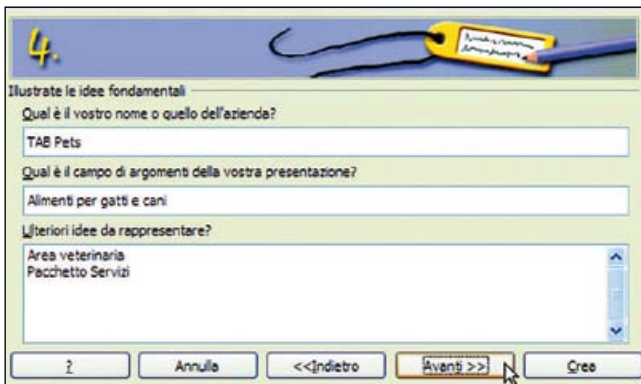 4.
Illustrate le idee fondamentali
Qual è il vostro nome o quello dell'azienda?
TAB Pets
Qual è il campo di argomenti della vostra presentazione?
Alimenti per gatti e cani
Ulteriori idee da rappresentare?
Area veterinaria
Pacchetto Servizi
? Annulla <<Indietro Avanti >> Crea